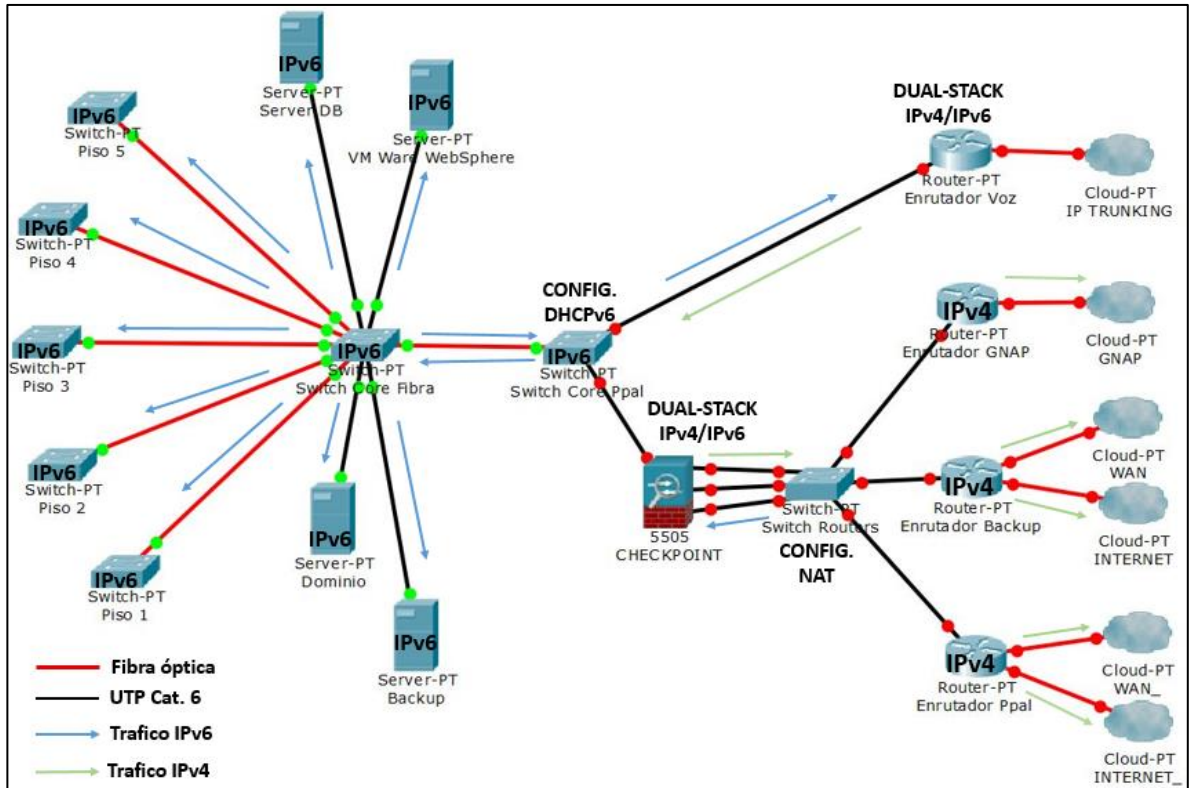 IPv6
Server-PT
Server DB
IPv6
Server-PT
VM Ware WebSphere
IPv6
Switch-PT
Piso 5
IPv6
Switch-PT
Piso 4
IPv6
Switch-PT
Piso 3
IPv6
Switch-PT
Piso 2
IPv6
Switch-PT
Piso 1
IPv6
Switch-PT
Switch Core Fibra
IPv6
Server-PT
Dominio
IPv6
Server-PT
Backup
CONFIG.
DHCPv6
IPv6
Switch-PT
Switch Core Ppal
DUAL-STACK
IPv4/IPv6
Router-PT
Enrutador Voz
Cloud-PT
IP TRUNKING
DUAL-STACK
IPv4/IPv6
5505
CHECKPOINT
Switch-PT
Switch Routers
CONFIG.
NAT
IPv4
Router-PT
Enrutador GNAP
Cloud-PT
GNAP
IPv4
Router-PT
Enrutador Backup
Cloud-PT
WAN
Cloud-PT
INTERNET
IPv4
Router-PT
Enrutador Ppal
Cloud-PT
WAN_
Cloud-PT
INTERNET_
Fibra óptica
UTP Cat. 6
Trafico IPv6
Trafico IPv4